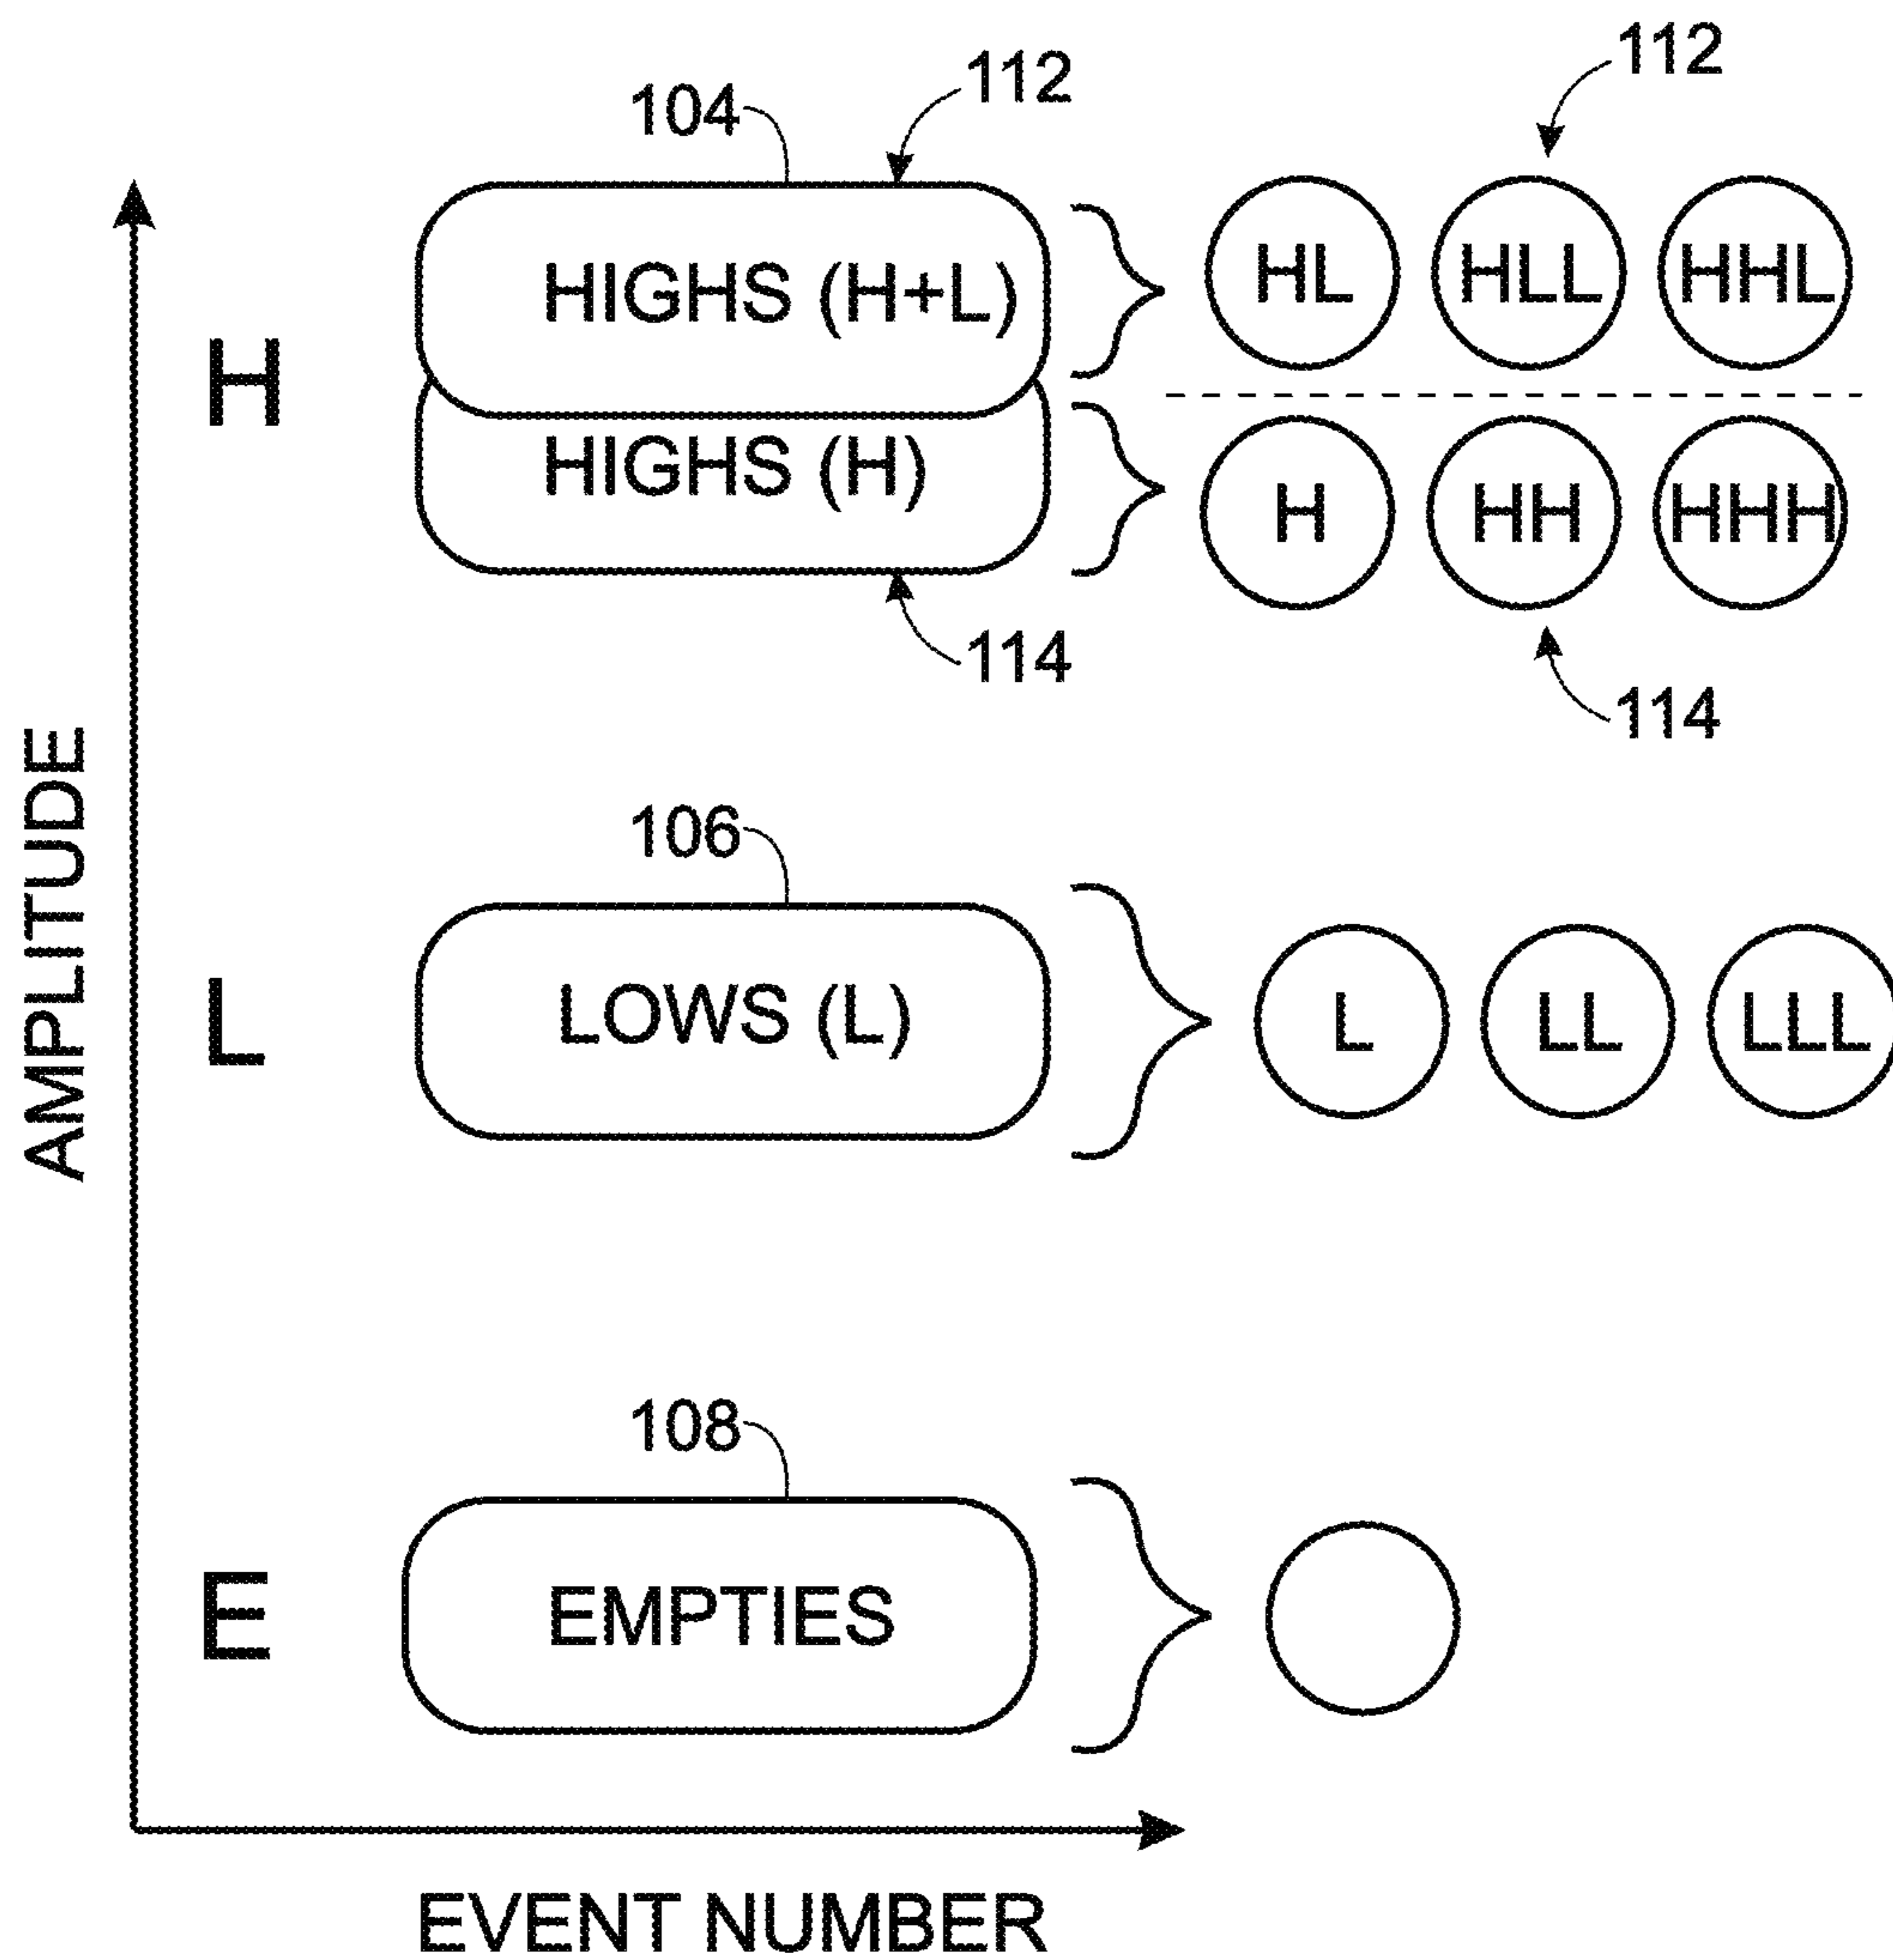 112
104
112
HIGHS (H+L)
HL
HLL
HHL
H
HIGHS (H)
H
HH
HHH
114
114
AMPLITUDE
106
L
LOWS (L)
L
LL
LLL
108
E
EMPTIES
EVENT NUMBER